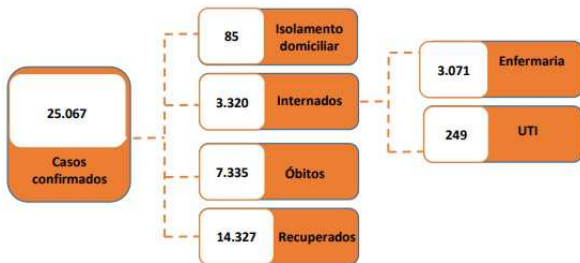 25.067
Casos
confirmados
85
Isolamento
domiciliar
3.320
Internados
7.335
Óbitos
14.327
Recuperados
3.071
Enfermaria
249
UTI